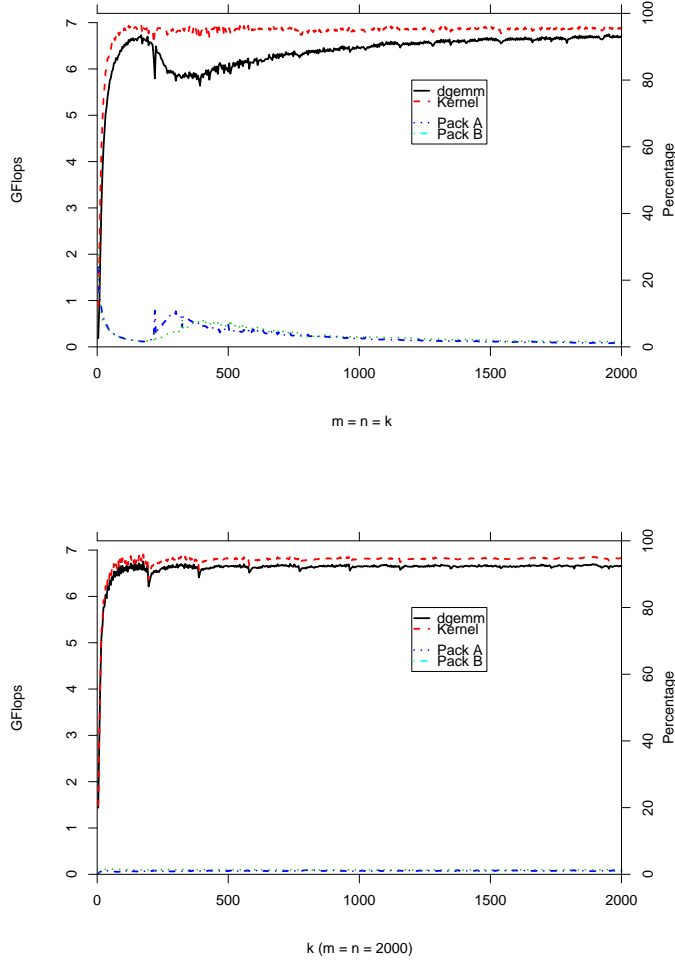 7
6
5
4
3
2
1
0
GFlops
dgemm
Kernel
Pack A
Pack B
100
80
60
40
20
0
Percentage
0 500 1000 1500 2000
m = n = k
7
6
5
4
3
2
1
0
GFlops
dgemm
Kernel
Pack A
Pack B
100
80
60
40
20
0
Percentage
0 500 1000 1500 2000
k (m = n = 2000)